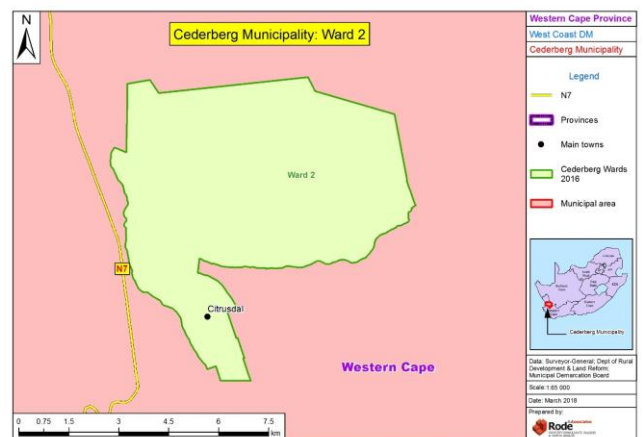 N
Cederberg Municipality: Ward 2
Ward 2
N7
Citrusdal
Western Cape
0 0.75 1.5 3 4.5 6 7.5
km
Western Cape Province
West Coast DM
Cederberg Municipality
Legend
N7
Provinces
Main towns
Cederberg Wards
2016
Municipal area
Cederberg Municipality
Data: Surveyor-General; Dept of Rural
Development & Land Reform;
Municipal Demarcation Board
Scale:1:65 000
Date: March 2018
Prepared by:
Rode